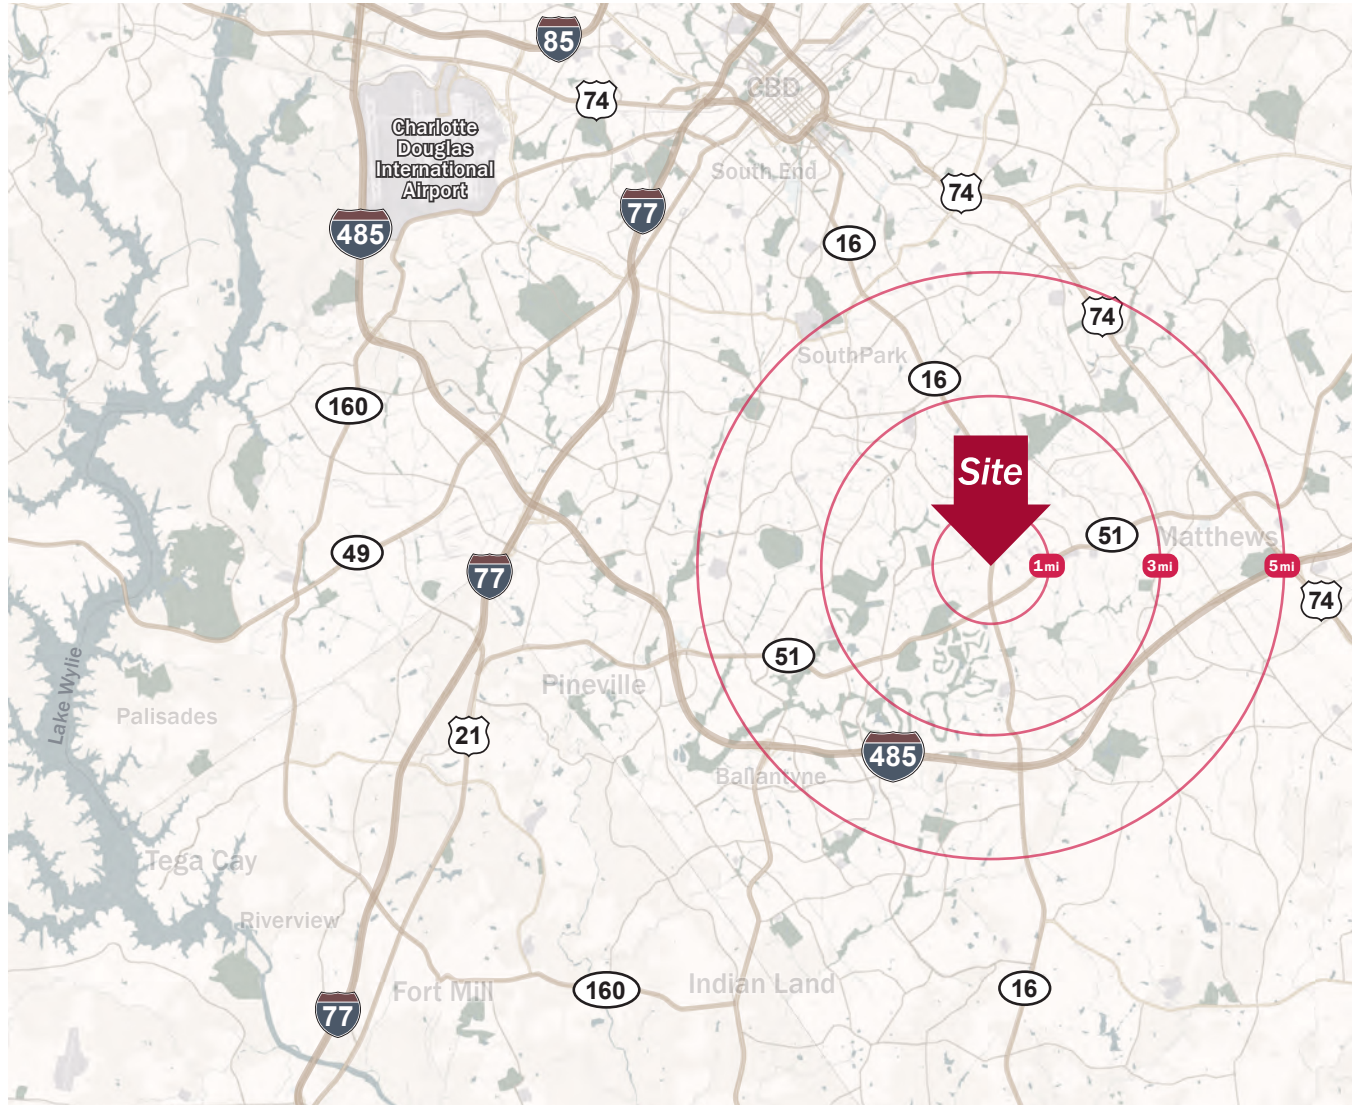 85
74
CBD
Charlotte
Douglas
International
Airport
South End
74
77
485
16
74
SouthPark
16
160
Site
51
Matthews
49
77
1mi
3mi
5mi
74
51
Pineville
Lake Wylie
Palisades
21
485
Ballantyne
Tega Cay
Riverview
Fort Mill
160
Indian Land
16
77